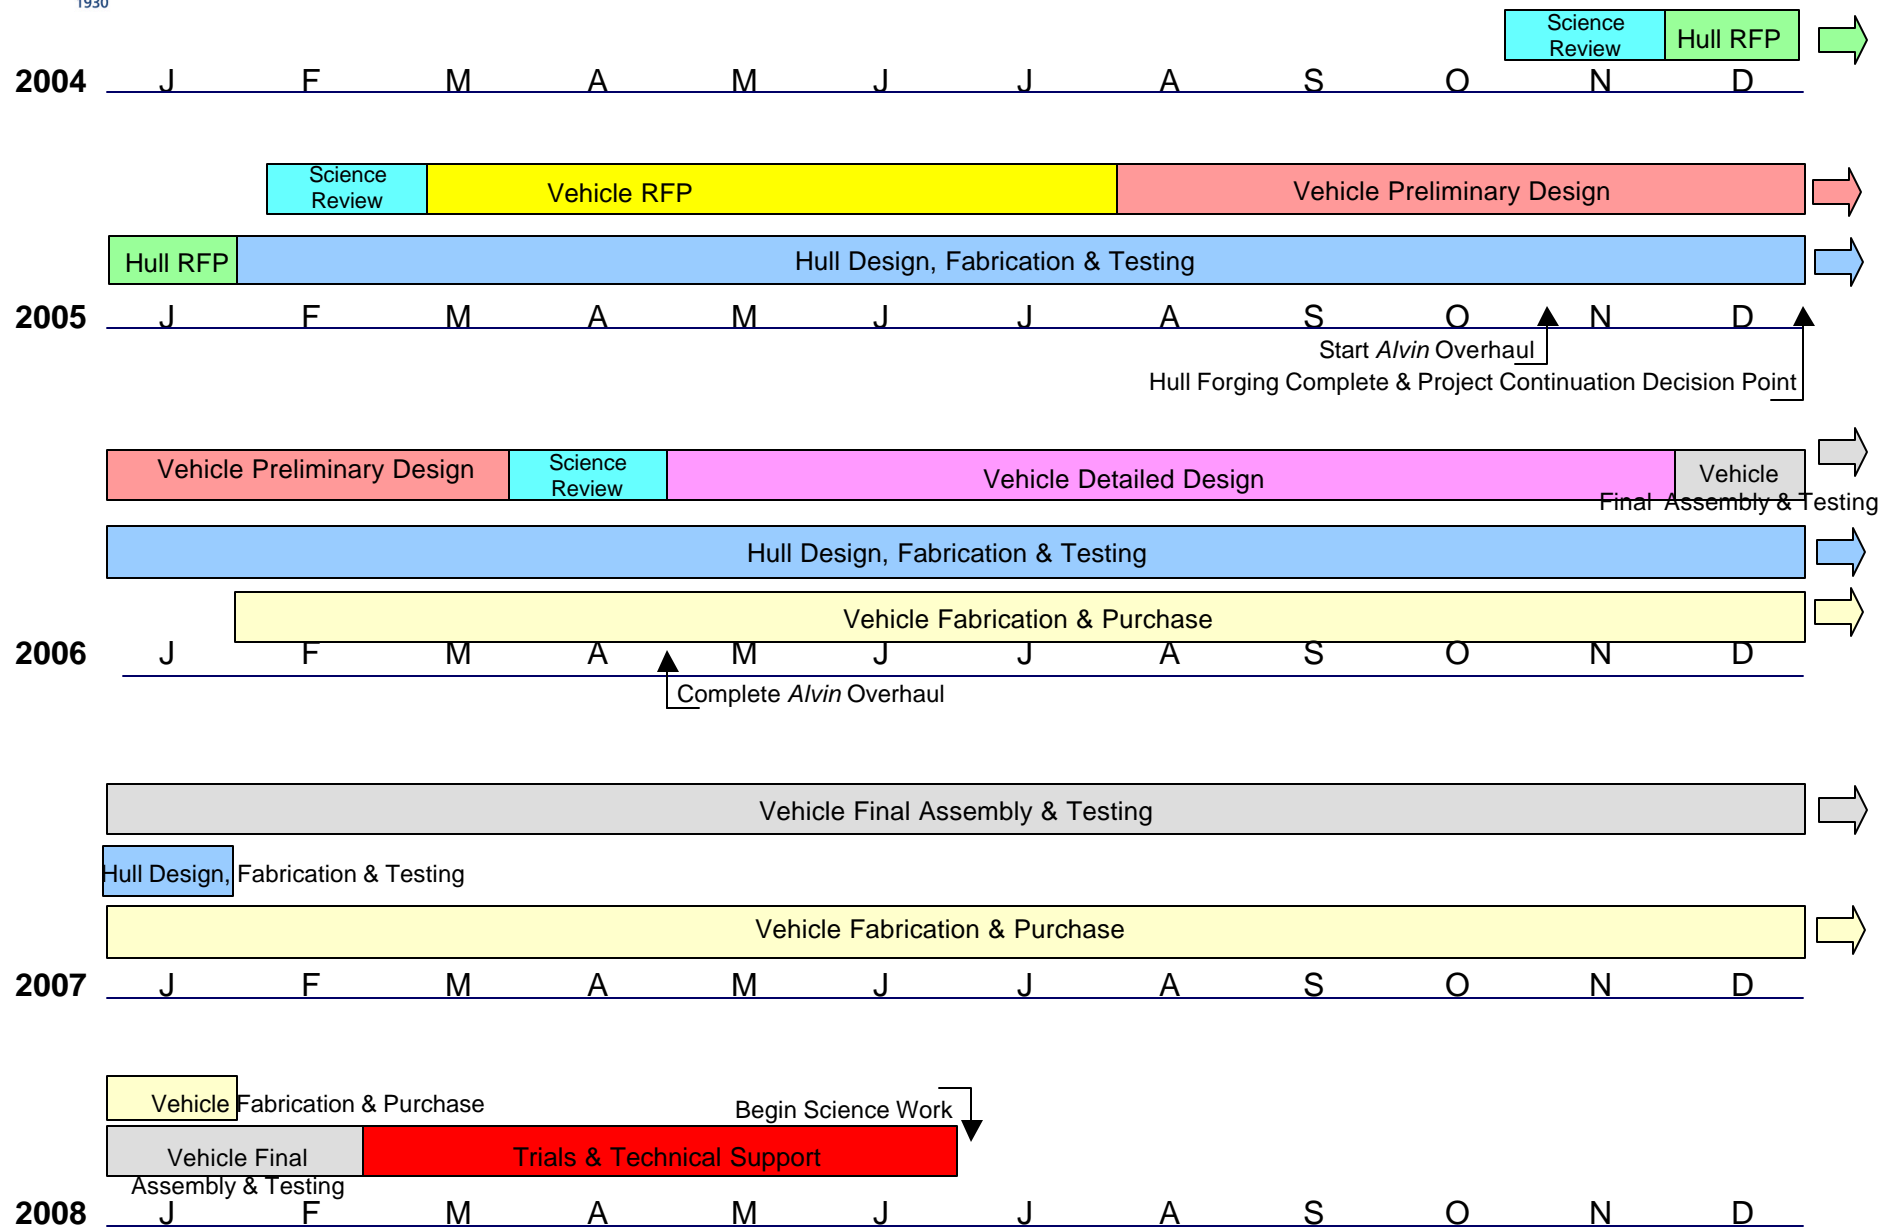 1930
Science
Review
Hull RFP
2004 J F M A M J J A S O N D
Science
Review
Vehicle RFP
Vehicle Preliminary Design
Hull RFP
Hull Design, Fabrication & Testing
2005 J F M A M J J A S O N D
Start Alvin Overhaul
Hull Forging Complete & Project Continuation Decision Point
Vehicle Preliminary Design
Science
Review
Vehicle Detailed Design
Vehicle
Final Assembly & Testing
Hull Design, Fabrication & Testing
Vehicle Fabrication & Purchase
2006 J F M A M J J A S O N D
Complete Alvin Overhaul
Vehicle Final Assembly & Testing
Hull Design, Fabrication & Testing
Vehicle Fabrication & Purchase
2007 J F M A M J J A S O N D
Vehicle Fabrication & Purchase
Begin Science Work
Vehicle Final
Assembly & Testing
Trials & Technical Support
2008 J F M A M J J A S O N D